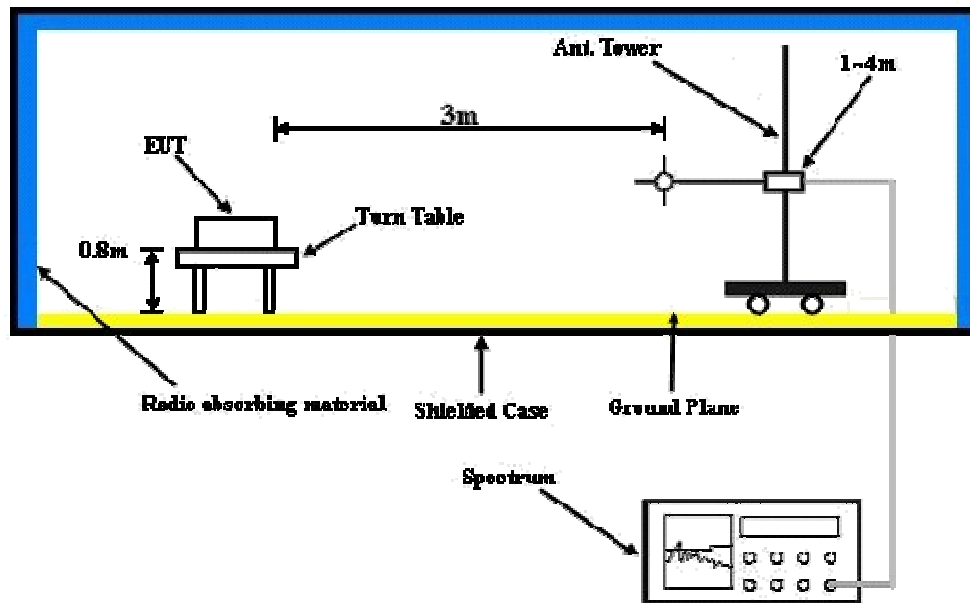 Ant. Tower
1~4m
3m
EUT
Turn Table
0.8m
Radio absorbing material
Shielded Case
Ground Plane
Spectrum